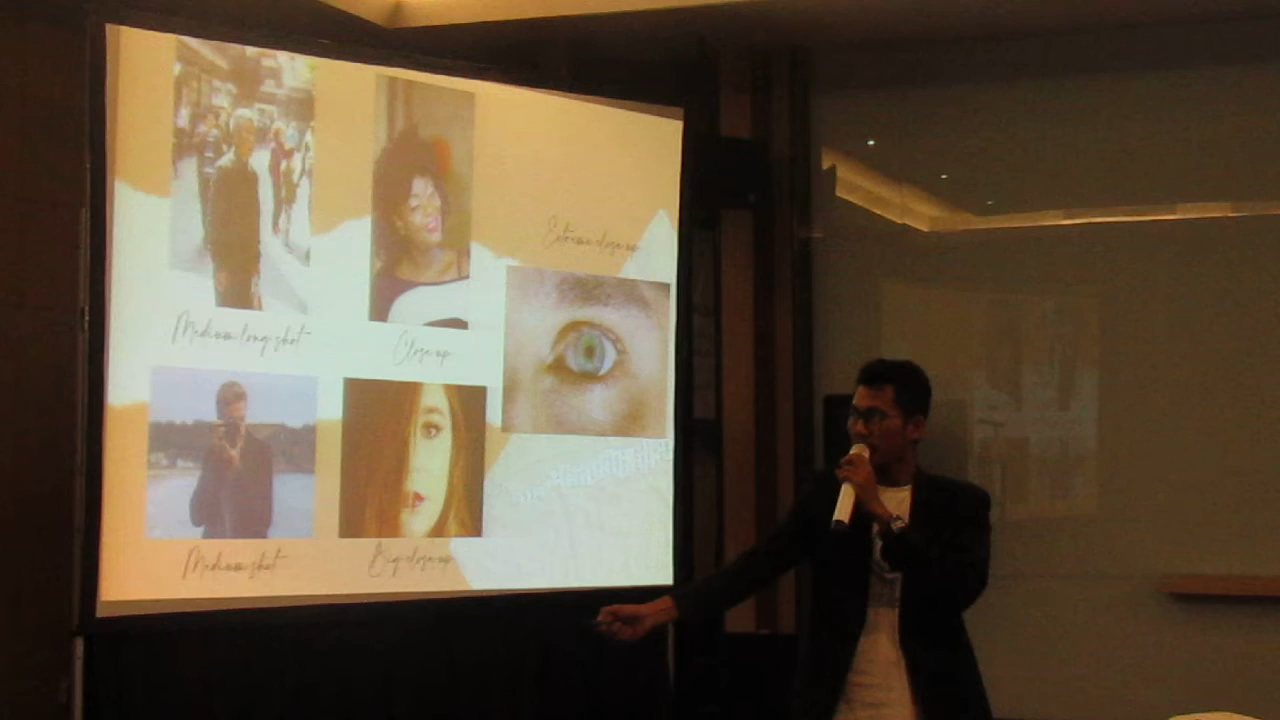 Medium long shot
Close up
Extreme close up
Medium shot
Big close up